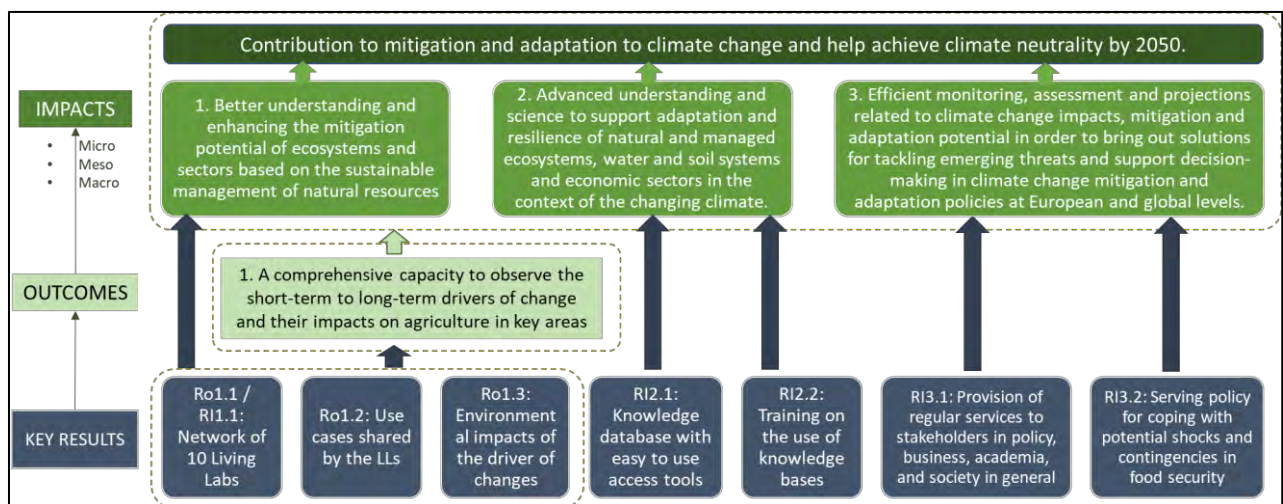 Contribution to mitigation and adaptation to climate change and help achieve climate neutrality by 2050.
IMPACTS
• Micro
• Meso
• Macro
1. Better understanding and
enhancing the mitigation
potential of ecosystems and
sectors based on the sustainable
management of natural resources
2. Advanced understanding and
science to support adaptation and
resilience of natural and managed
ecosystems, water and soil systems
and economic sectors in the
context of the changing climate.
3. Efficient monitoring, assessment and projections
related to climate change impacts, mitigation and
adaptation potential in order to bring out solutions
for tackling emerging threats and support decision-
making in climate change mitigation and
adaptation policies at European and global levels.
OUTCOMES
1. A comprehensive capacity to observe the
short-term to long-term drivers of change
and their impacts on agriculture in key areas
KEY RESULTS
Ro1.1 /
RI1.1:
Network of
10 Living
Labs
Ro1.2: Use
cases shared
by the LLs
Ro1.3:
Environment
al impacts of
the driver of
changes
RI2.1:
Knowledge
database with
easy to use
access tools
RI2.2:
Training on
the use of
knowledge
bases
RI3.1: Provision of
regular services to
stakeholders in policy,
business, academia,
and society in general
RI3.2: Serving policy
for coping with
potential shocks and
contingencies in
food security